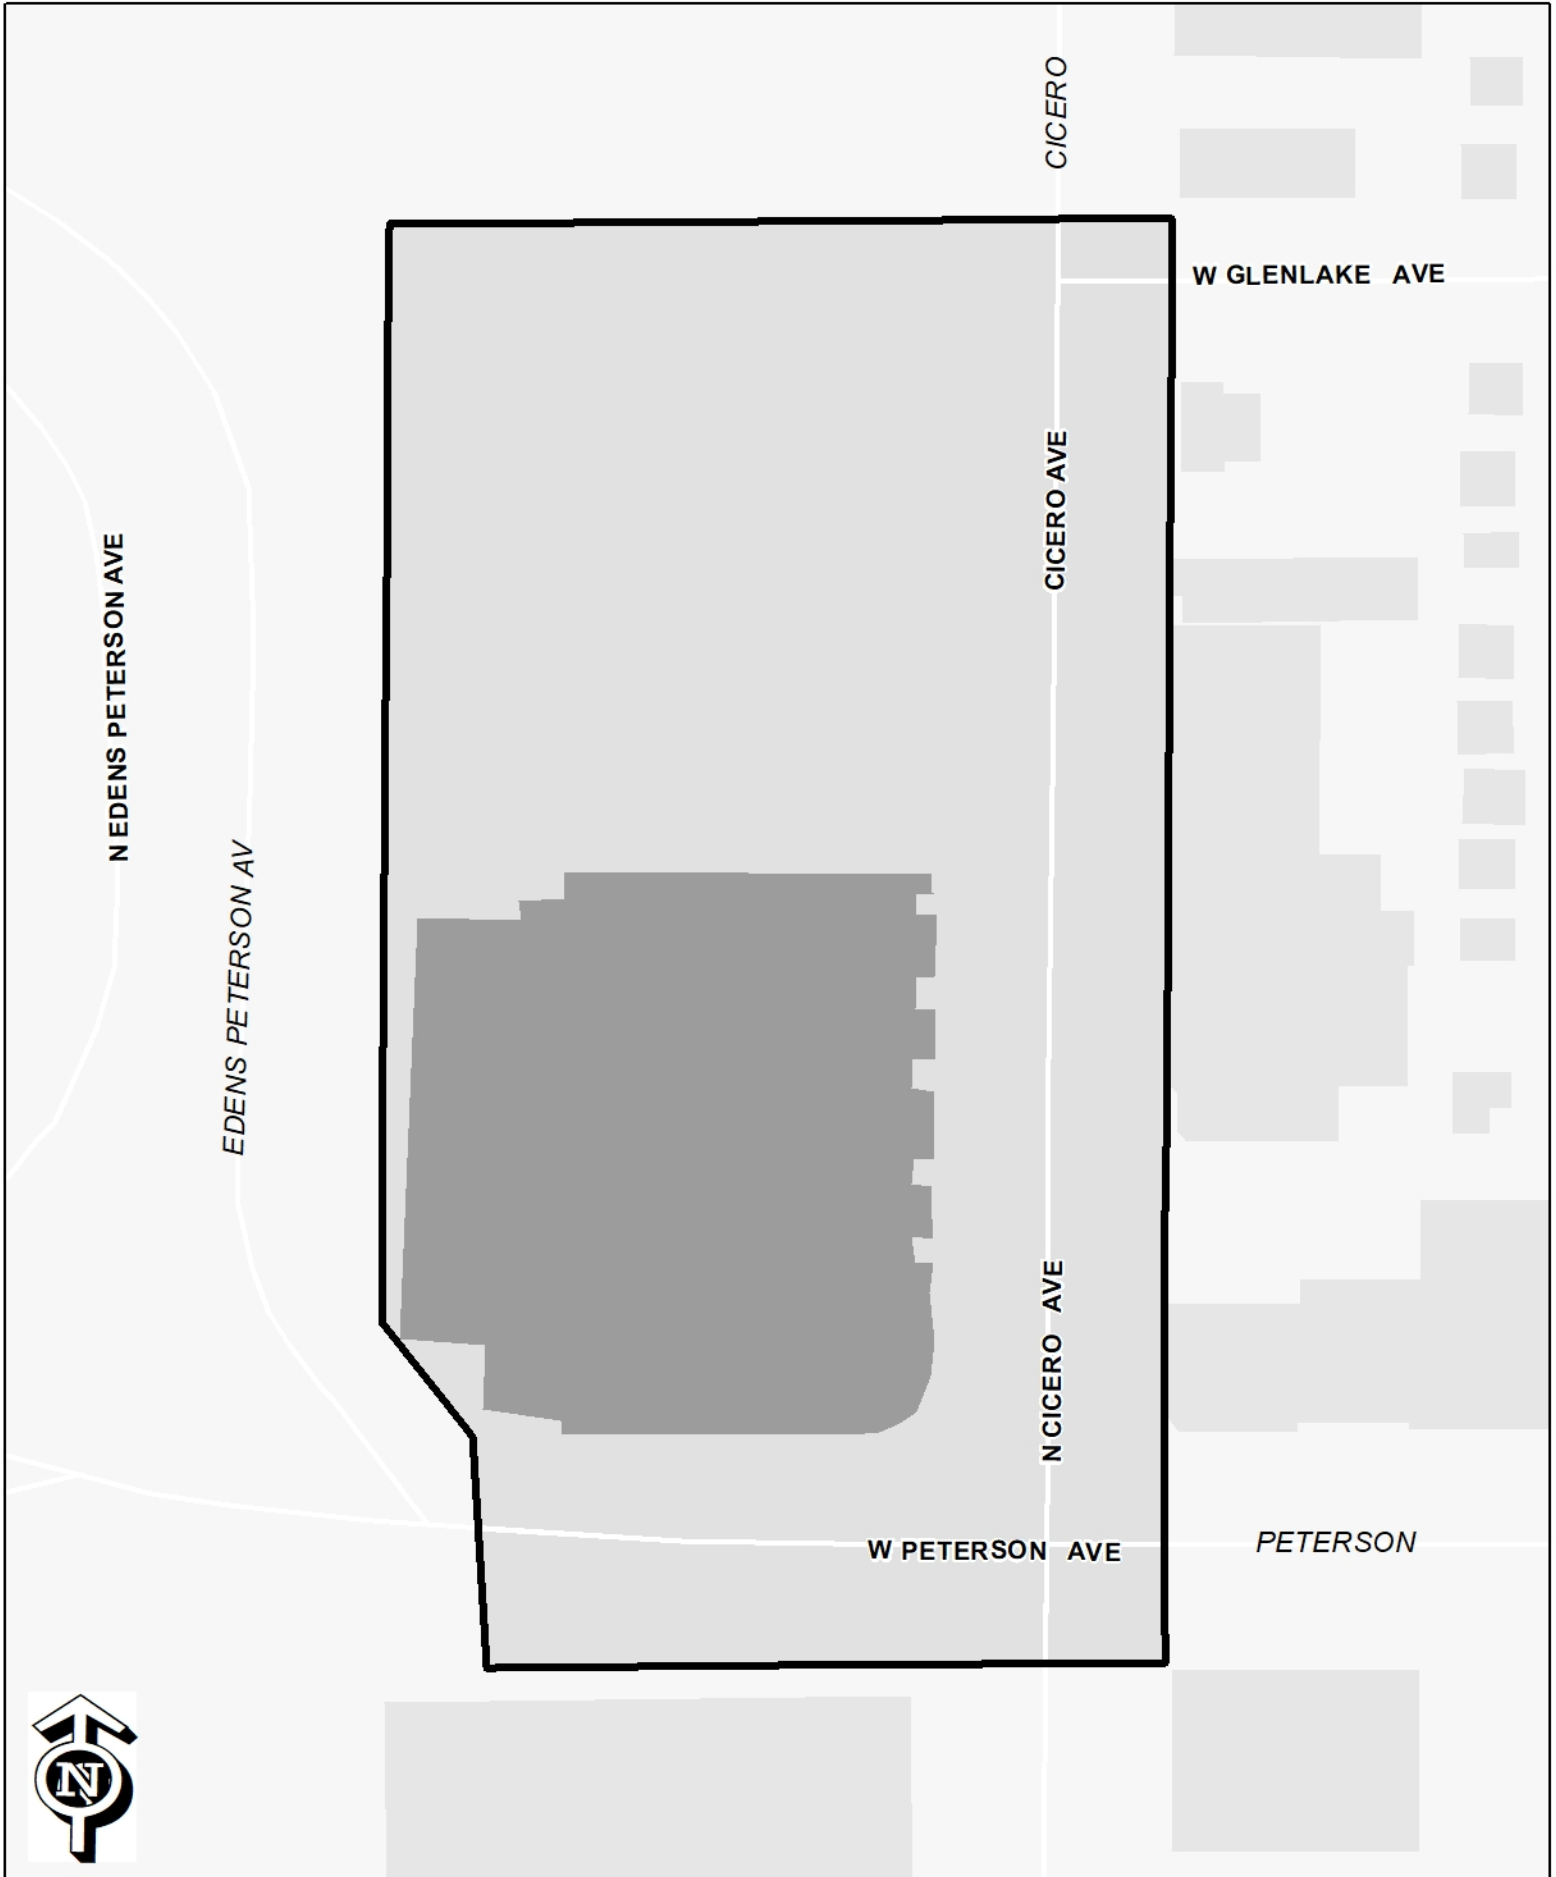 CICERO
W GLENLAKE AVE
CICERO AVE
N EDENS PETERSON AVE
EDENS PETERSON AV
N CICERO AVE
W PETERSON AVE
PETERSON
N